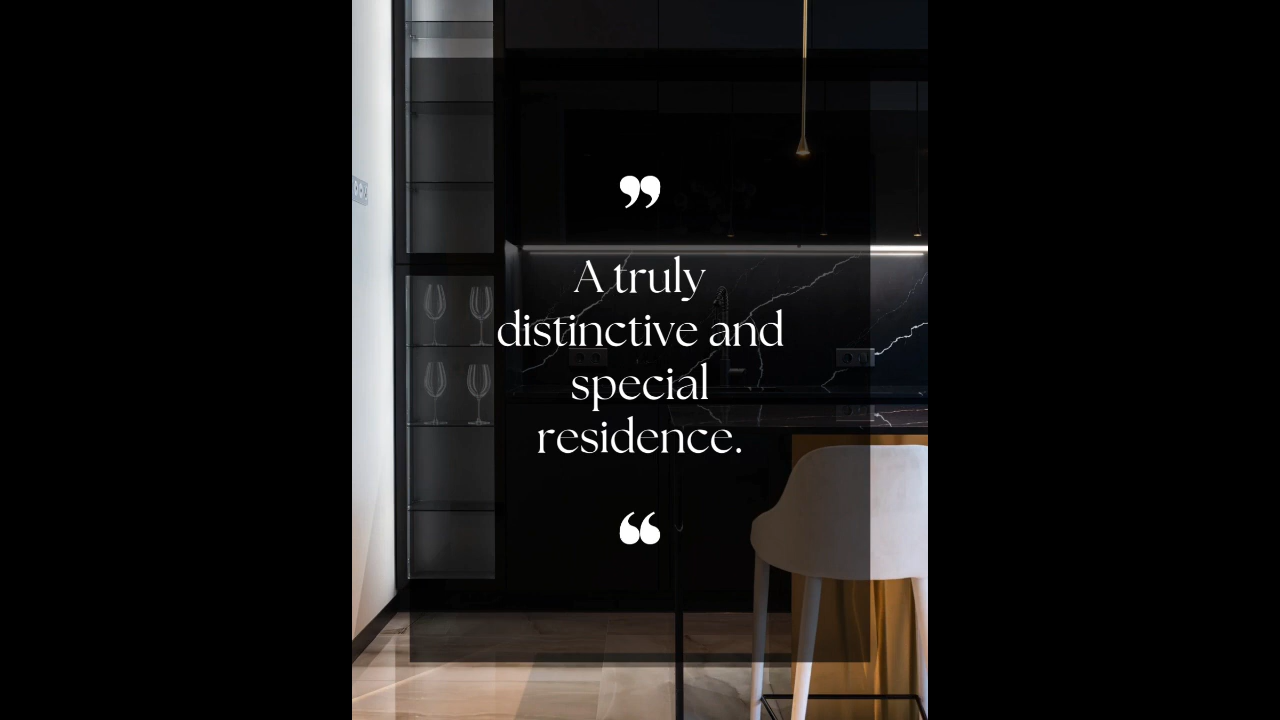 ”
A truly
distinctive and
special
residence.
“